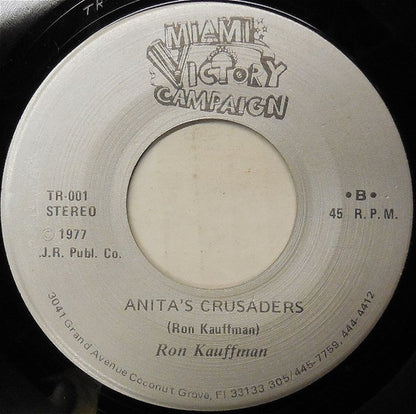 TR
MIAMI
VICTORY
CAMPAIGN
TR-001
STEREO
© 1977
.J.R. Publ. Co.
•B•
45 R.P.M.
ANITA'S CRUSADERS
(Ron Kauffman)
Ron Kauffman
3041 Grand Avenue Coconut Grove, Fl 33133 305/445-7759, 444-4412